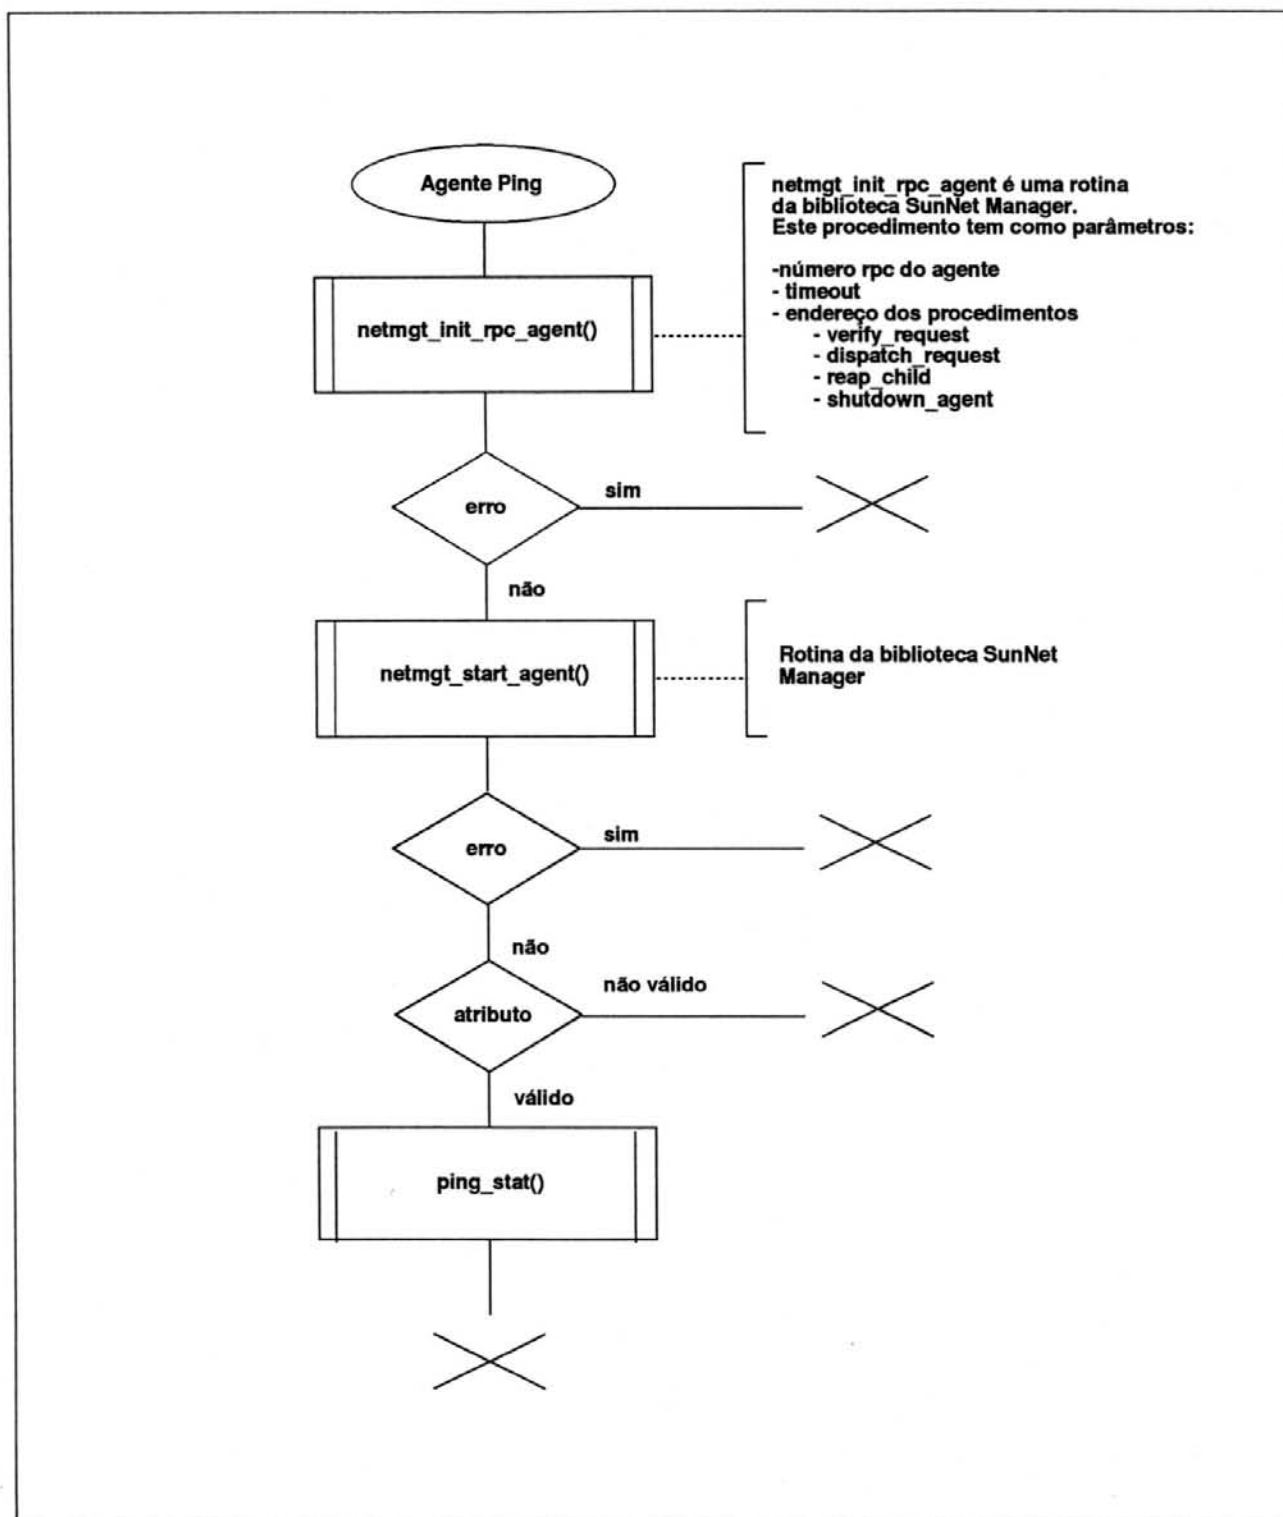 Agente Ping
netmgt_init_rpc_agent é uma rotina
da biblioteca SunNet Manager.
Este procedimento tem como parâmetros:
-número rpc do agente
- timeout
- endereço dos procedimentos
- verify_request
- dispatch_request
- reap_child
- shutdown_agent
netmgt_init_rpc_agent()
erro
sim
não
netmgt_start_agent()
Rotina da biblioteca SunNet
Manager
erro
sim
não
atributo
não válido
válido
ping_stat()